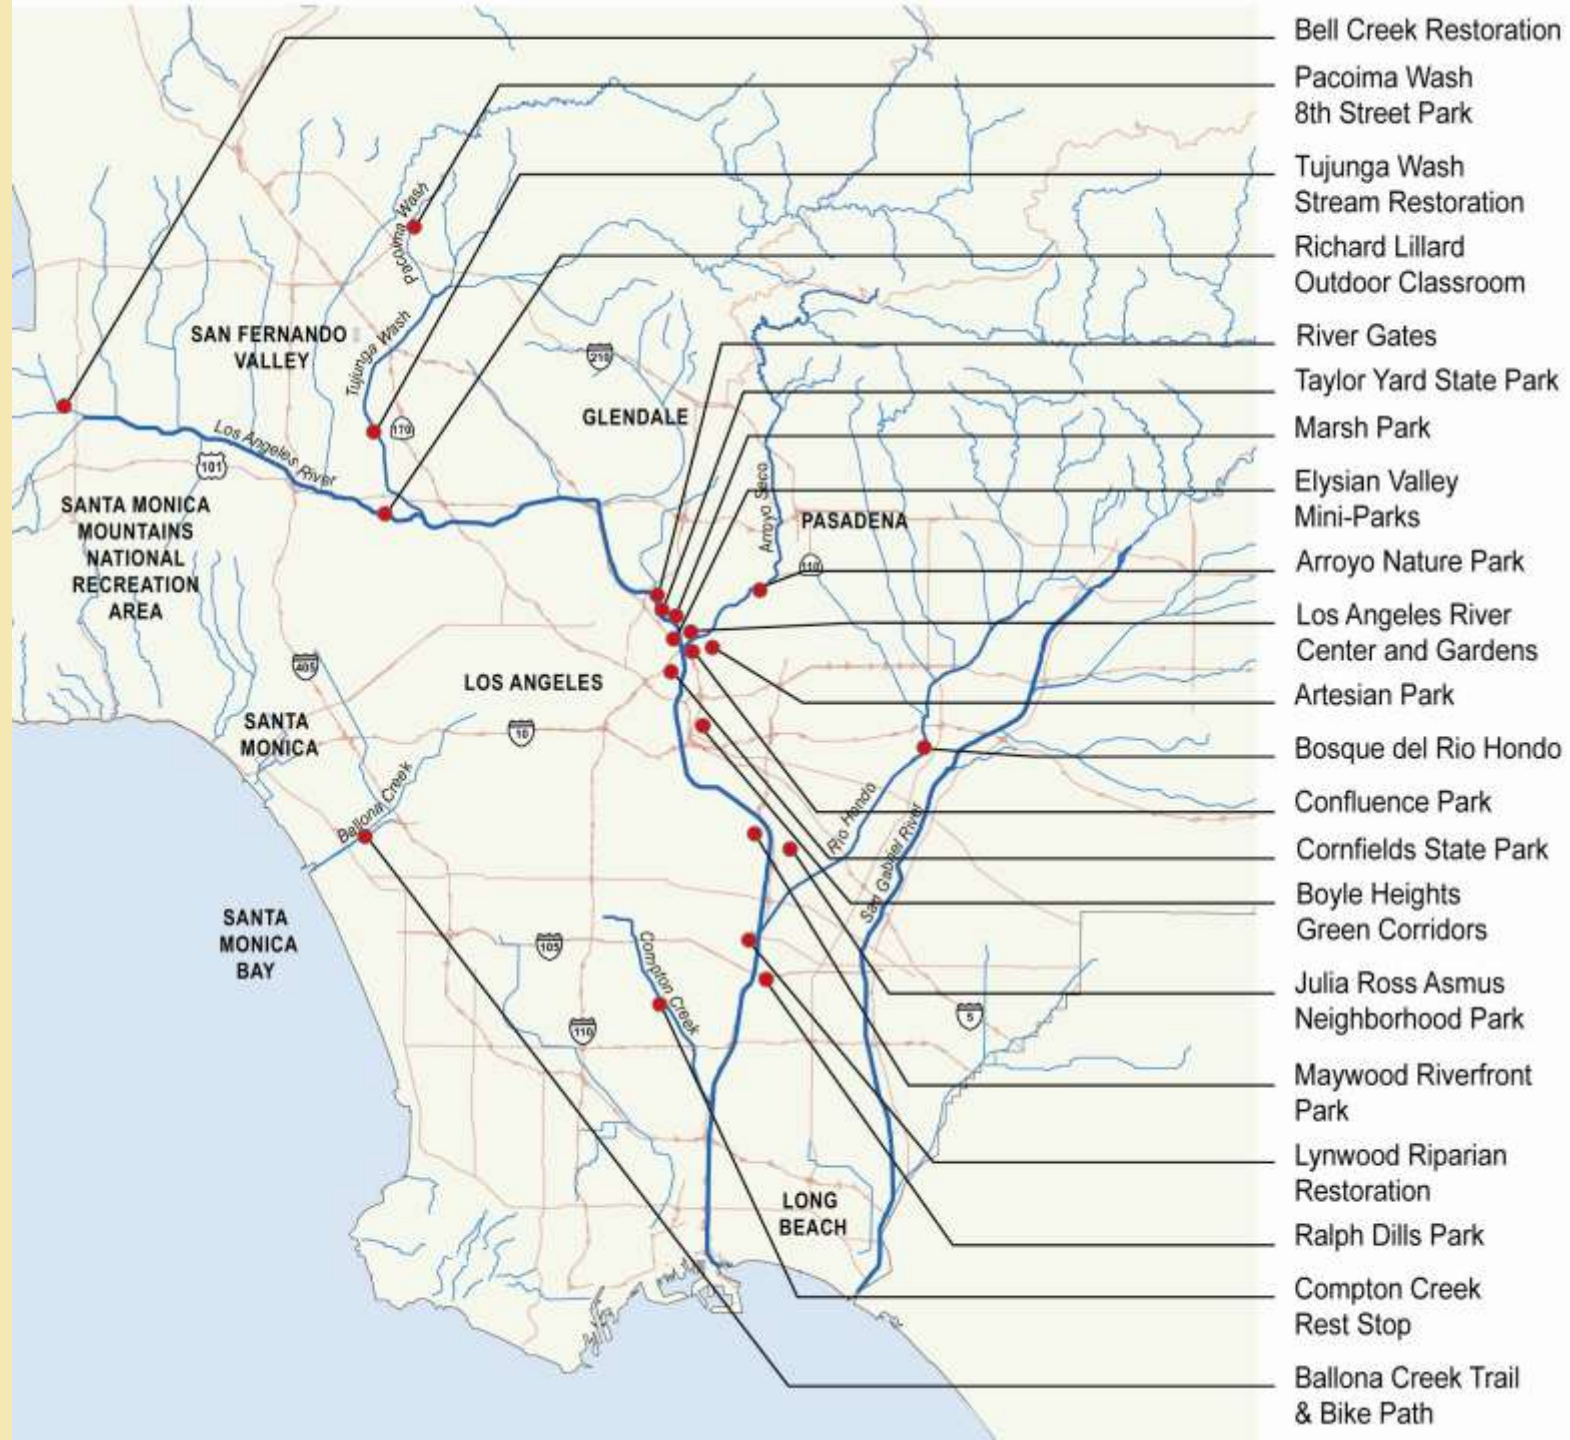 Bell Creek Restoration
Pacoima Wash
8th Street Park
Tujunga Wash
Stream Restoration
Richard Lillard
Outdoor Classroom
River Gates
Taylor Yard State Park
Marsh Park
Elysian Valley
Mini-Parks
Arroyo Nature Park
Los Angeles River
Center and Gardens
Artesian Park
Bosque del Rio Hondo
Confluence Park
Cornfields State Park
Boyle Heights
Green Corridors
Julia Ross Asmus
Neighborhood Park
Maywood Riverfront
Park
Lynwood Riparian
Restoration
Ralph Dills Park
Compton Creek
Rest Stop
Ballona Creek Trail
& Bike Path
Pacoima Wash
SAN FERNANDO
VALLEY
Tujunga Wash
210
GLENDALE
170
Los Angeles River
101
SANTA MONICA
MOUNTAINS
NATIONAL
RECREATION
AREA
Arroyo Seco
PASADENA
110
405
LOS ANGELES
SANTA
MONICA
10
Ballona Creek
Rio Hondo
San Gabriel River
SANTA
MONICA
BAY
105
Compton Creek
110
5
LONG
BEACH